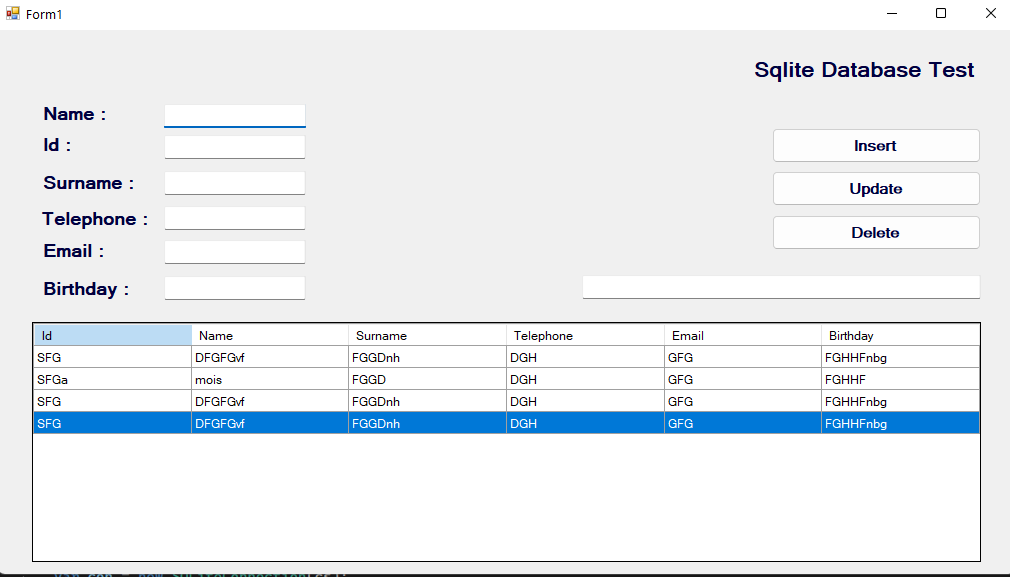 Form1
Sqlite Database Test
Name :
Id :
Insert
Surname :
Update
Telephone :
Delete
Email :
Birthday :
Id Name Surname Telephone Email Birthday
SFG DFGFGvf FGGDnh DGH GFG FGHHFnbg
SFGa mois FGGD DGH GFG FGHHF
SFG DFGFGvf FGGDnh DGH GFG FGHHFnbg
SFG DFGFGvf FGGDnh DGH GFG FGHHFnbg